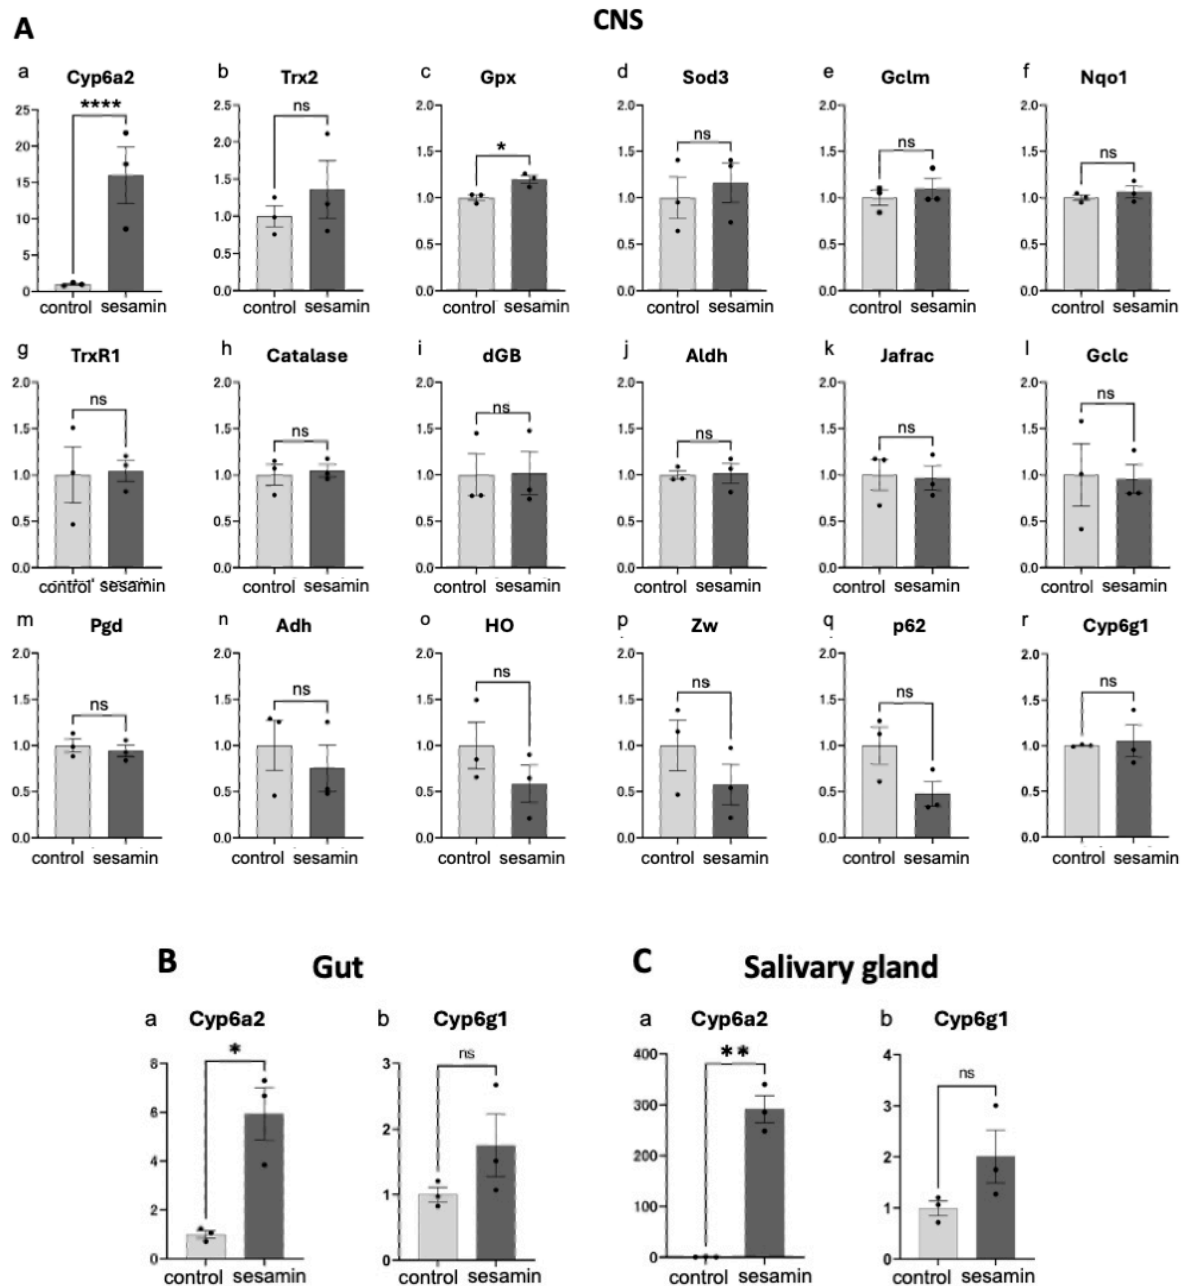 A CNS
a Cyp6a2 b Trx2 c Gpx d Sod3 e Gclm f Nqo1
**** ns * ns ns ns
25 20 15 10 5 0
2.5 2.0 1.5 1.0 0.5 0.0
2.0 1.5 1.0 0.5 0.0
2.0 1.5 1.0 0.5 0.0
2.0 1.5 1.0 0.5 0.0
2.0 1.5 1.0 0.5 0.0
control sesamin control sesamin control sesamin control sesamin control sesamin control sesamin
g TrxR1 h Catalase i dGB j Aldh k Jafrac l Gclc
ns ns ns ns ns ns
2.0 1.5 1.0 0.5 0.0
2.0 1.5 1.0 0.5 0.0
2.0 1.5 1.0 0.5 0.0
2.0 1.5 1.0 0.5 0.0
2.0 1.5 1.0 0.5 0.0
2.0 1.5 1.0 0.5 0.0
control sesamin control sesamin control sesamin control sesamin control sesamin control sesamin
m Pgd n Adh o HO p Zw q p62 r Cyp6g1
ns ns ns ns ns ns
2.0 1.5 1.0 0.5 0.0
2.0 1.5 1.0 0.5 0.0
2.0 1.5 1.0 0.5 0.0
2.0 1.5 1.0 0.5 0.0
2.0 1.5 1.0 0.5 0.0
2.0 1.5 1.0 0.5 0.0
control sesamin control sesamin control sesamin control sesamin control sesamin control sesamin
B Gut C Salivary gland
a Cyp6a2 b Cyp6g1 a Cyp6a2 b Cyp6g1
* ns ** ns
8 6 4 2 0
3 2 1 0
400 300 200 100 0
4 3 2 1 0
control sesamin control sesamin control sesamin control sesamin